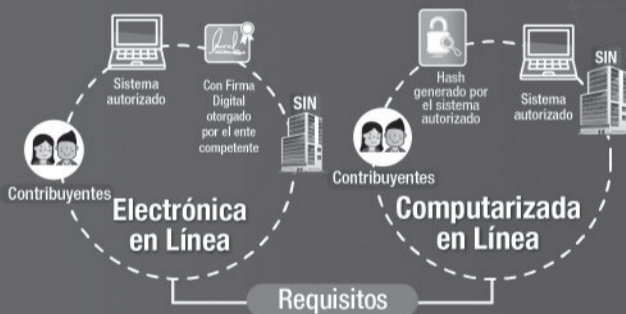 Sistema
autorizado
Con Firma
Digital
otorgado
por el ente
competente
SIN
Contribuyentes
Electrónica
en Línea
Hash
generado por
el sistema
autorizado
Sistema
autorizado
SIN
Contribuyentes
Computarizada
en Línea
Requisitos